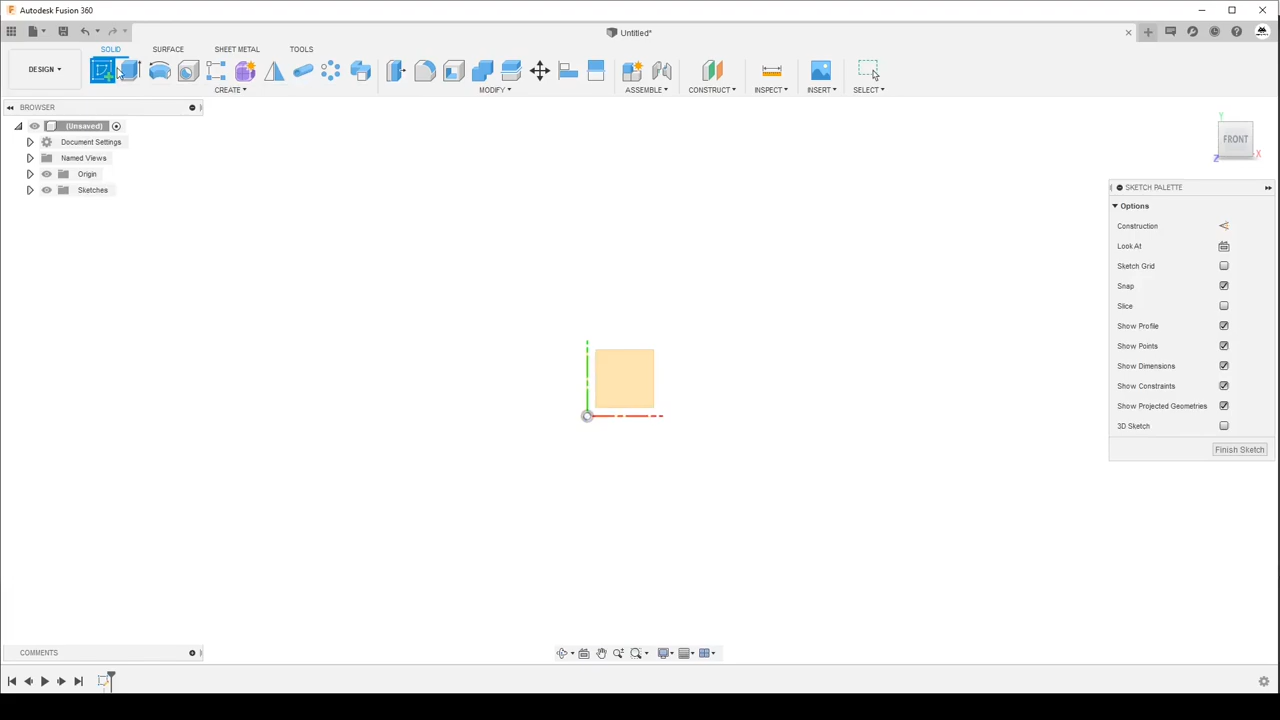 Autodesk Fusion 360
Untitled*
SOLID SURFACE SHEET METAL TOOLS
DESIGN
CREATE MODIFY ASSEMBLE CONSTRUCT INSPECT INSERT SELECT
BROWSER
(Unsaved)
Document Settings
Named Views
Origin
Sketches
Y
FRONT
X
Z
SKETCH PALETTE
Options
Construction
Look At
Sketch Grid
Snap
Slice
Show Profile
Show Points
Show Dimensions
Show Constraints
Show Projected Geometries
3D Sketch
Finish Sketch
COMMENTS